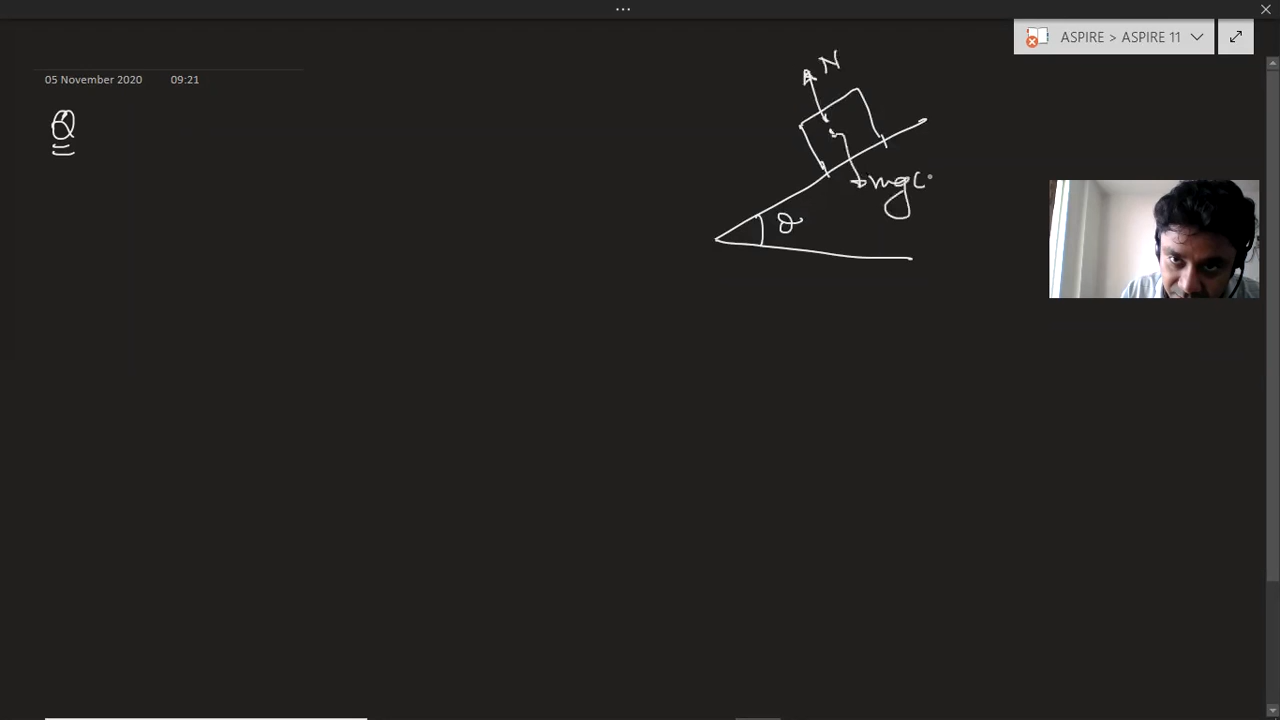 ...
ASPIRE > ASPIRE 11
05 November 2020 09:21
Q
N
mg(
θ